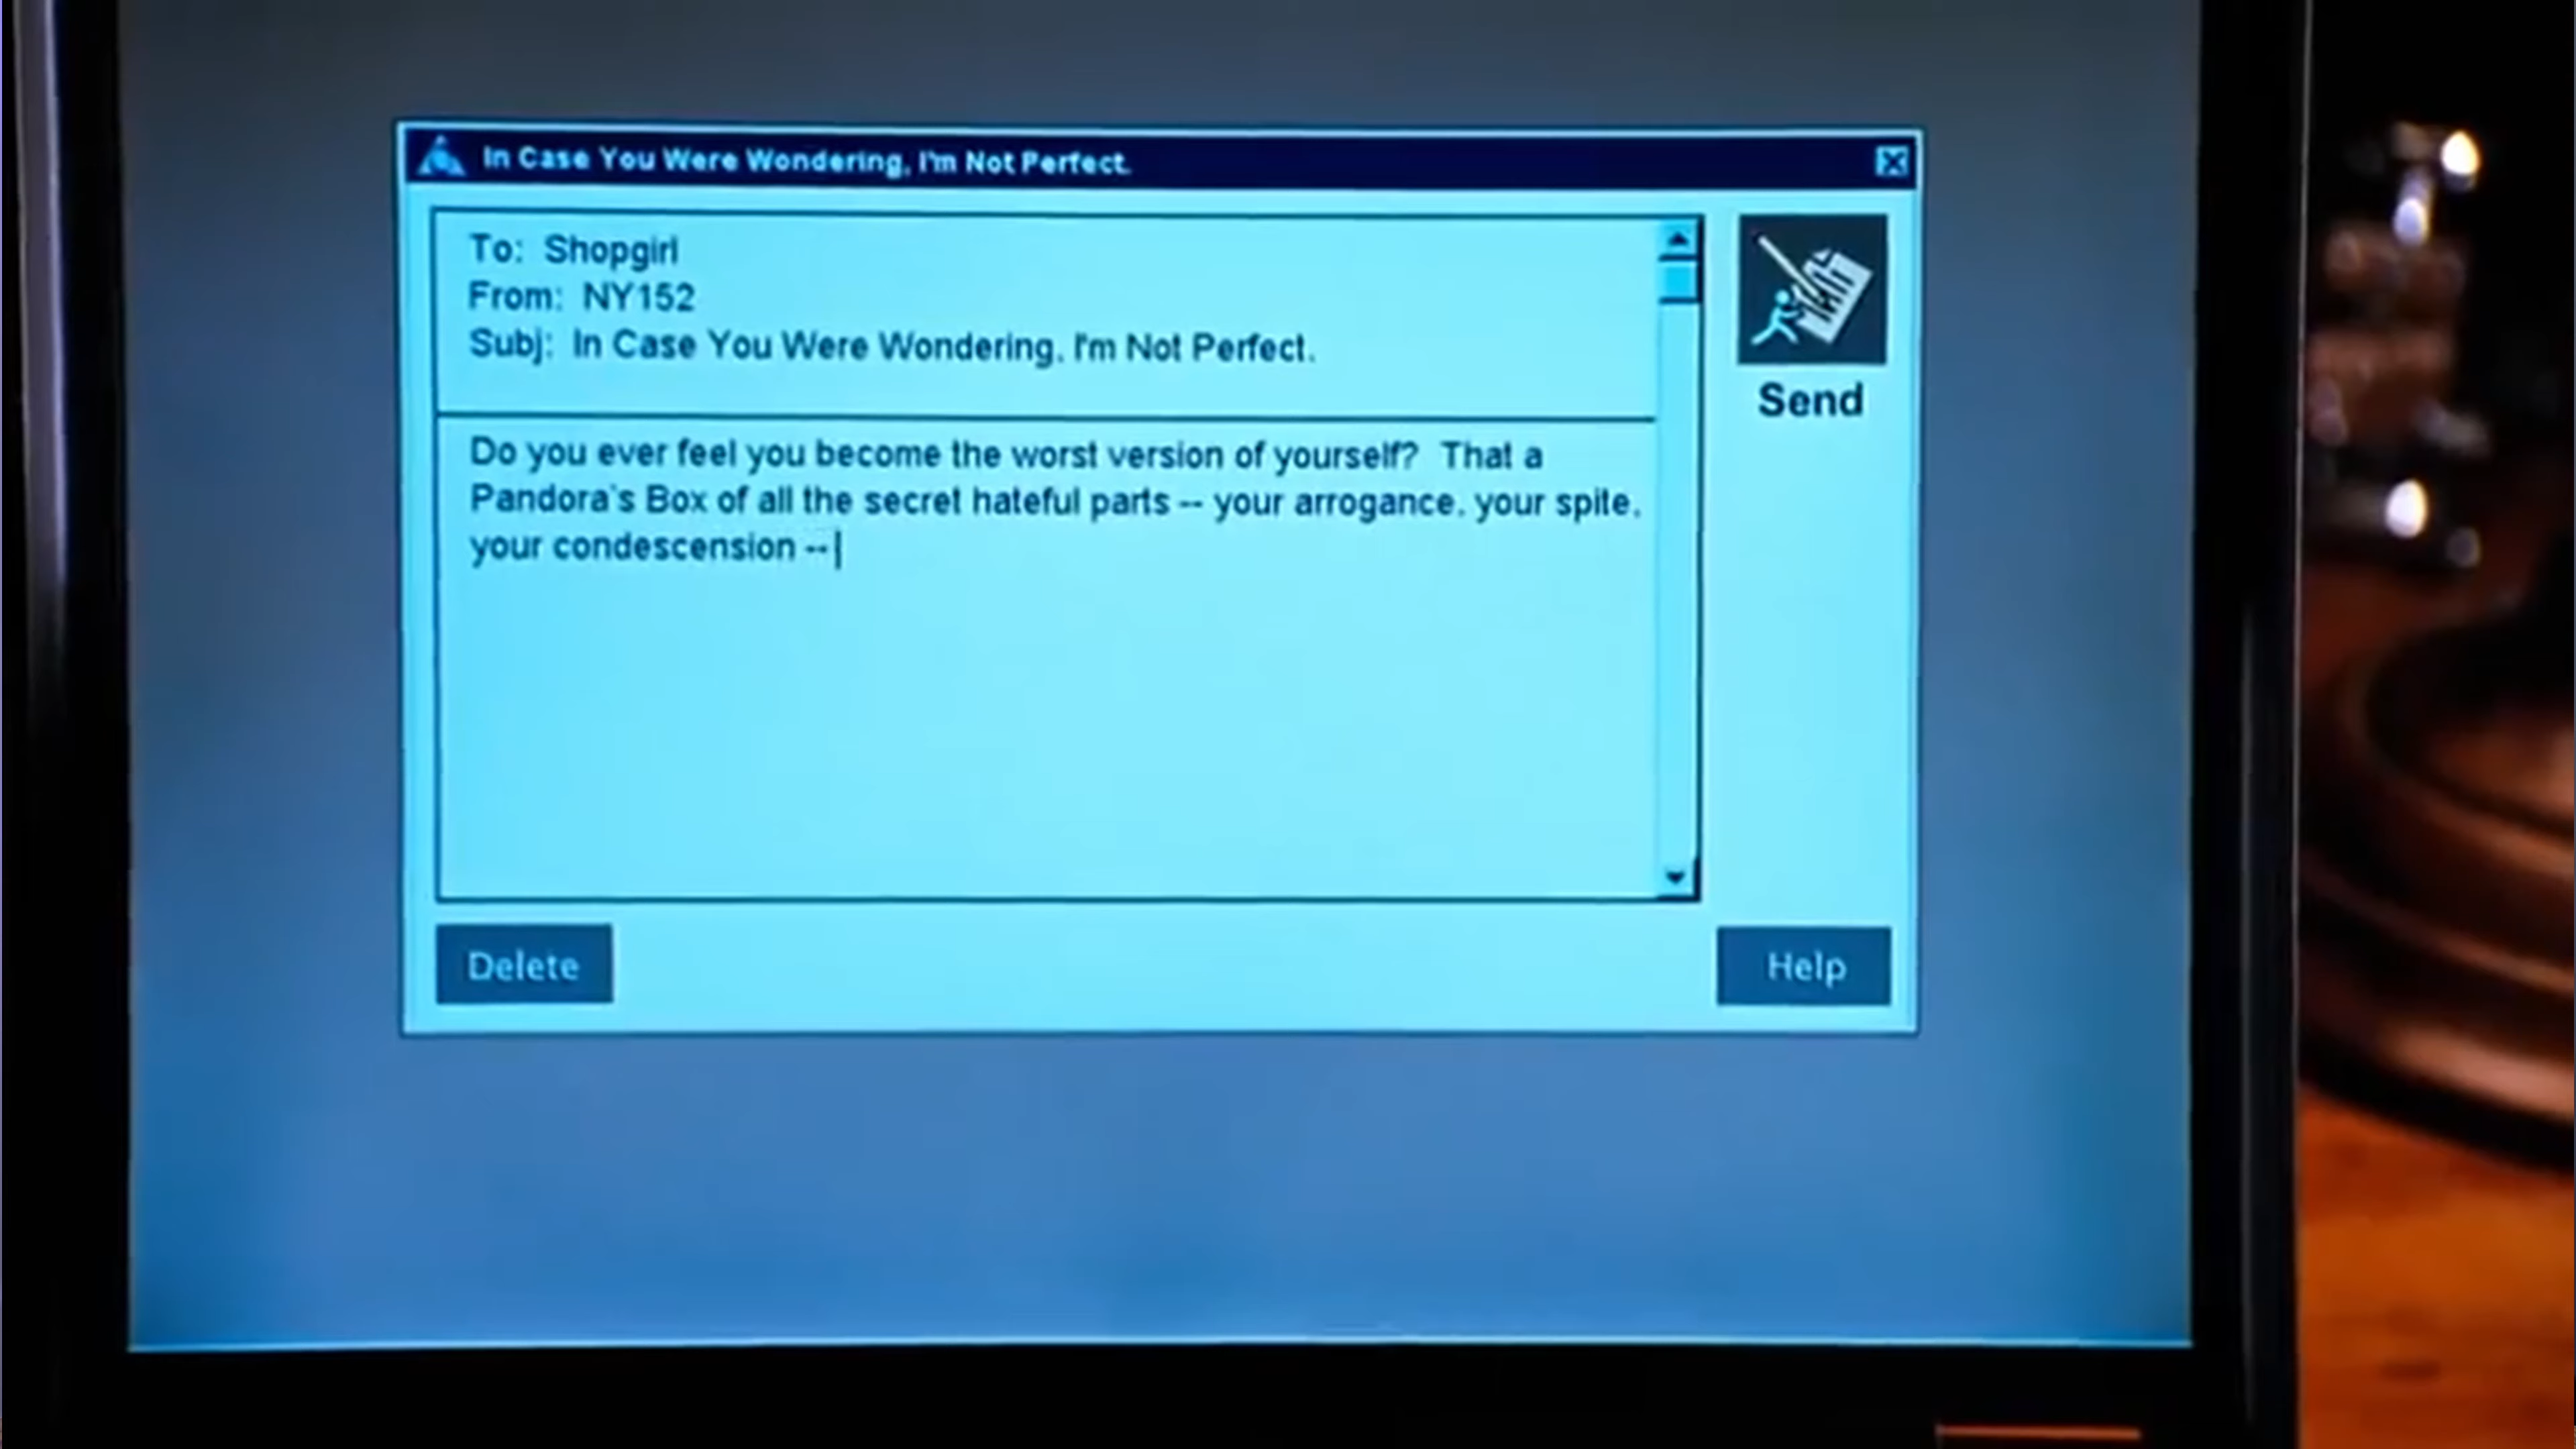 In Case You Were Wondering, I'm Not Perfect.
To: Shopgirl
From: NY152
Subj: In Case You Were Wondering, I'm Not Perfect.
Send
Do you ever feel you become the worst version of yourself? That a
Pandora's Box of all the secret hateful parts -- your arrogance, your spite,
your condescension --
Delete
Help